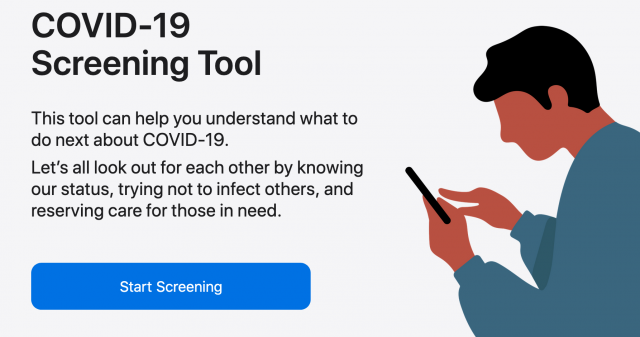 COVID-19
Screening Tool
This tool can help you understand what to
do next about COVID-19.
Let’s all look out for each other by knowing
our status, trying not to infect others, and
reserving care for those in need.
Start Screening